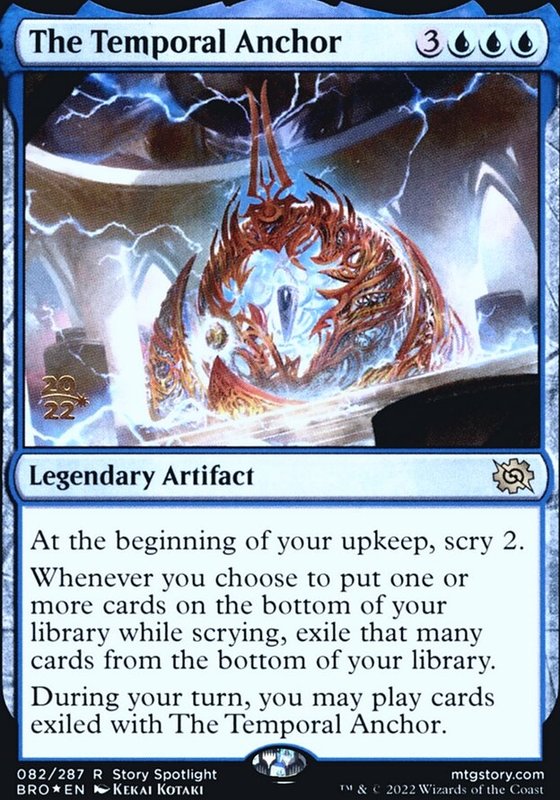 The Temporal Anchor 3
20
22
Legendary Artifact
At the beginning of your upkeep, scry 2.
Whenever you choose to put one or
more cards on the bottom of your
library while scrying, exile that many
cards from the bottom of your library.
During your turn, you may play cards
exiled with The Temporal Anchor.
082/287 R Story Spotlight
mtgstory.com
BRO★EN Kekai Kotaki
™ & © 2022 Wizards of the Coast